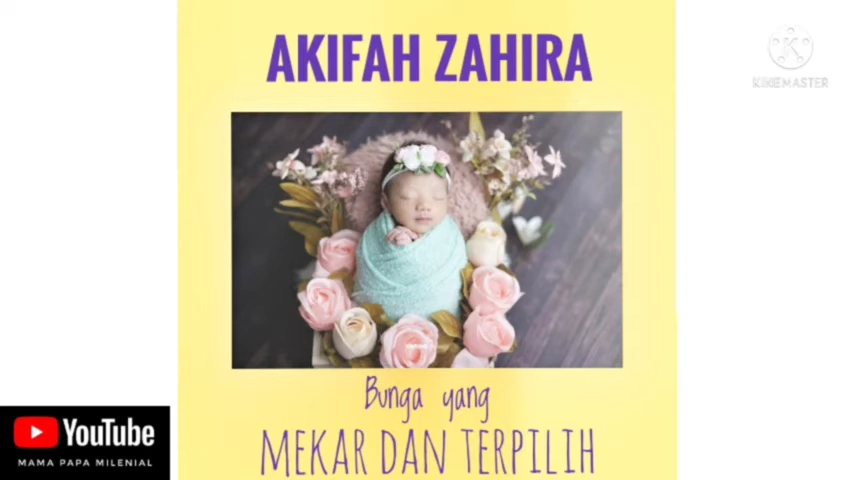 AKIFAH ZAHIRA
KINEMASTER
Bunga yang
MEKAR DAN TERPILIH
YouTube
MAMA PAPA MILENIAL